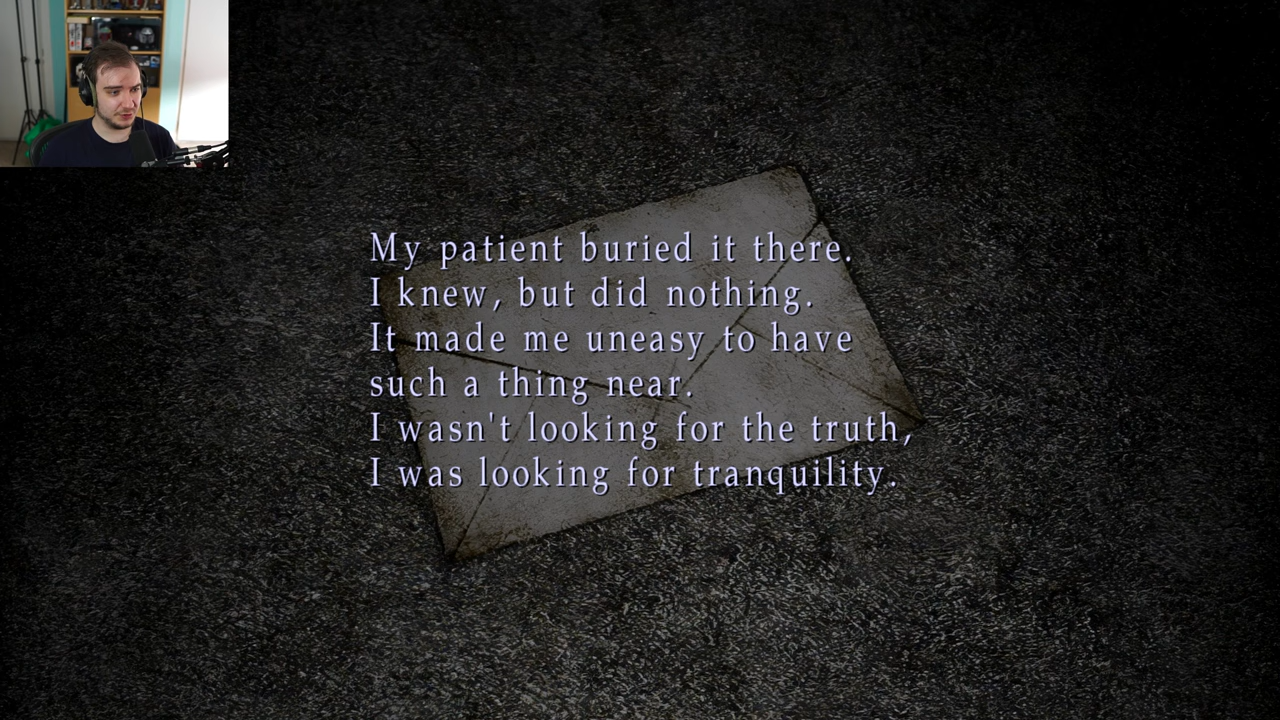 My patient buried it there.
I knew, but did nothing.
It made me uneasy to have
such a thing near.
I wasn't looking for the truth,
I was looking for tranquility.